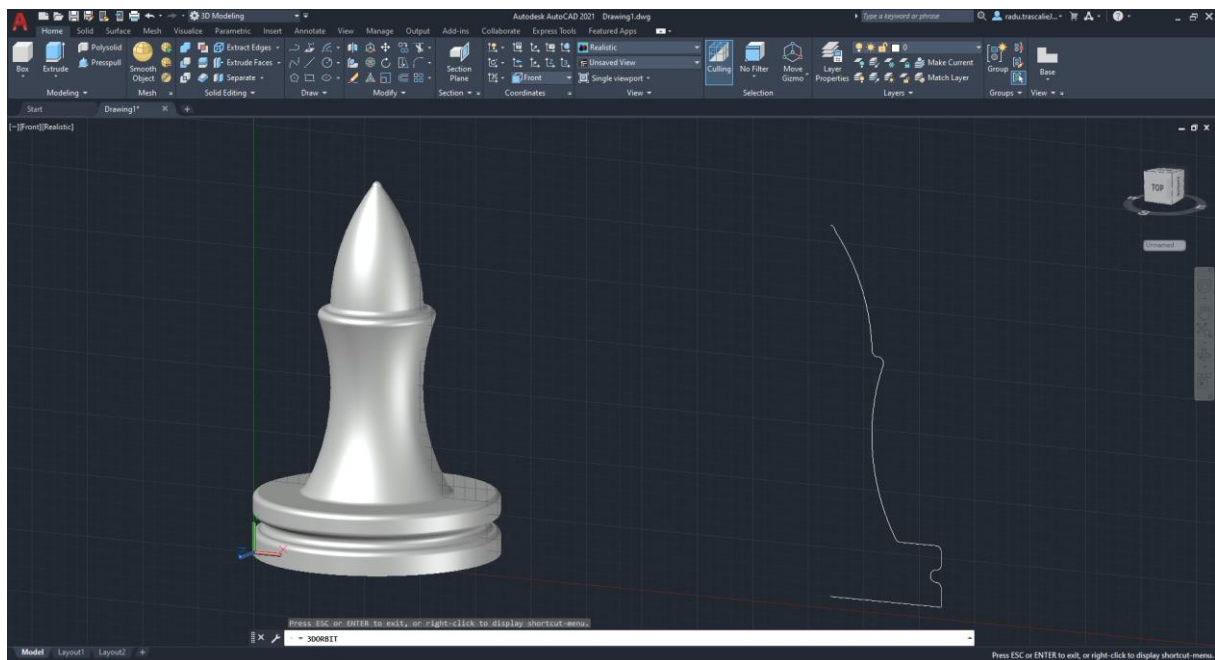 3D Modeling
Autodesk AutoCAD 2021 Drawing1.dwg
Type a keyword or phrase
radu.trascaliel...
Home Solid Surface Mesh Visualize Parametric Insert Annotate View Manage Output Add-ins Collaborate Express Tools Featured Apps
Box
Extrude
Polysolid
Presspull
Modeling
Smooth Object
Mesh
Extract Edges
Extrude Faces
Separate
Solid Editing
Draw
Modify
Section Plane
Section
Front
Coordinates
Realistic
Unsaved View
Single viewport
View
Culling
No Filter
Move Gizmo
Selection
Layer Properties
0
Make Current
Match Layer
Layers
Group
Groups
Base
View
Start Drawing1*
[−][Front][Realistic]
TOP
Unnamed
X
Press ESC or ENTER to exit, or right-click to display shortcut-menu.
3DORBIT
Model Layout1 Layout2 +
Press ESC or ENTER to exit, or right-click to display shortcut-menu.